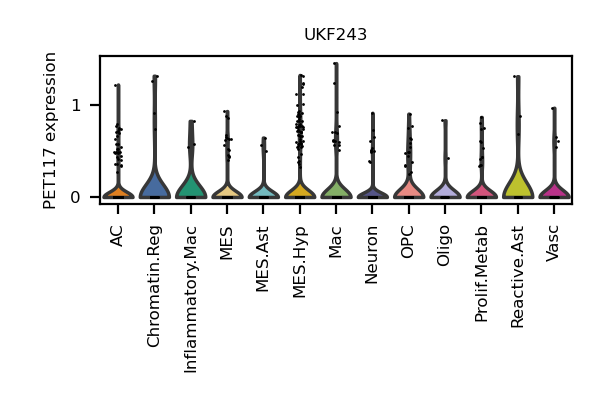 UKF243
PET117 expression
1
0
AC
Chromatin.Reg
Inflammatory.Mac
MES
MES.Ast
MES.Hyp
Mac
Neuron
OPC
Oligo
Prolif.Metab
Reactive.Ast
Vasc